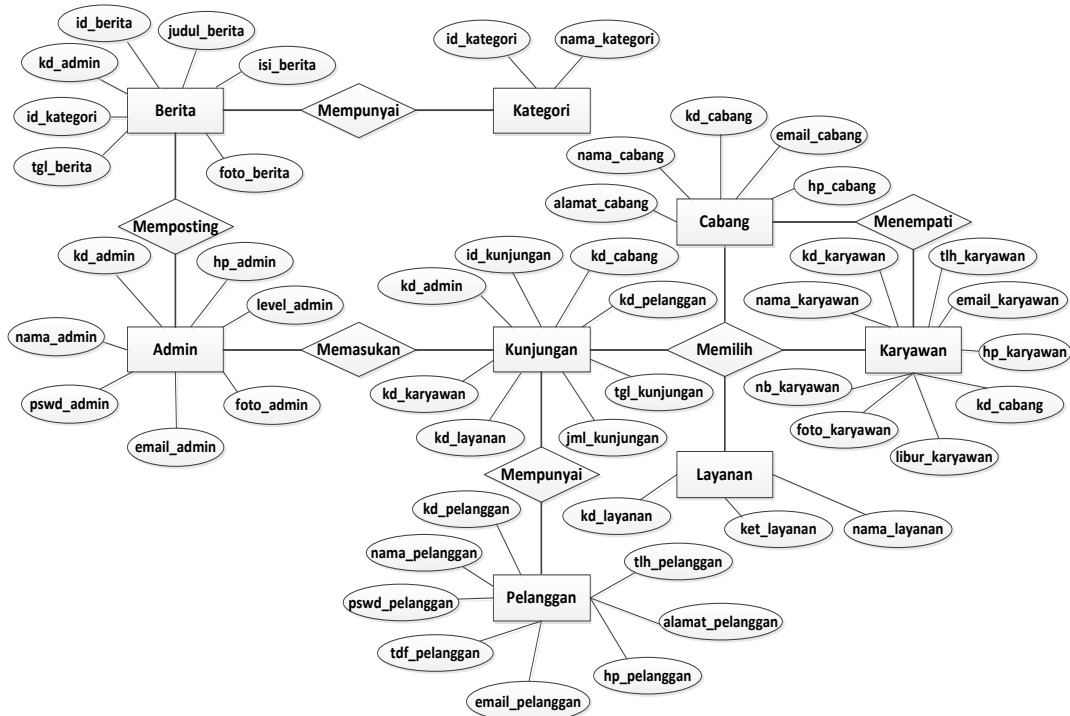 id_berita
judul_berita
kd_admin
isi_berita
id_kategori
Berita
tgl_berita
foto_berita
Mempunyai
id_kategori
nama_kategori
Kategori
Memposting
kd_cabang
nama_cabang
email_cabang
alamat_cabang
hp_cabang
Cabang
Menempati
kd_admin
hp_admin
level_admin
nama_admin
Admin
pswd_admin
foto_admin
email_admin
Memasukan
id_kunjungan
kd_cabang
kd_admin
kd_pelanggan
Kunjungan
kd_karyawan
tgl_kunjungan
kd_layanan
jml_kunjungan
Memilih
kd_karyawan
tlh_karyawan
nama_karyawan
email_karyawan
Karyawan
hp_karyawan
nb_karyawan
kd_cabang
foto_karyawan
libur_karyawan
Mempunyai
Layanan
kd_layanan
ket_layanan
nama_layanan
kd_pelanggan
nama_pelanggan
tlh_pelanggan
pswd_pelanggan
Pelanggan
alamat_pelanggan
tdf_pelanggan
hp_pelanggan
email_pelanggan